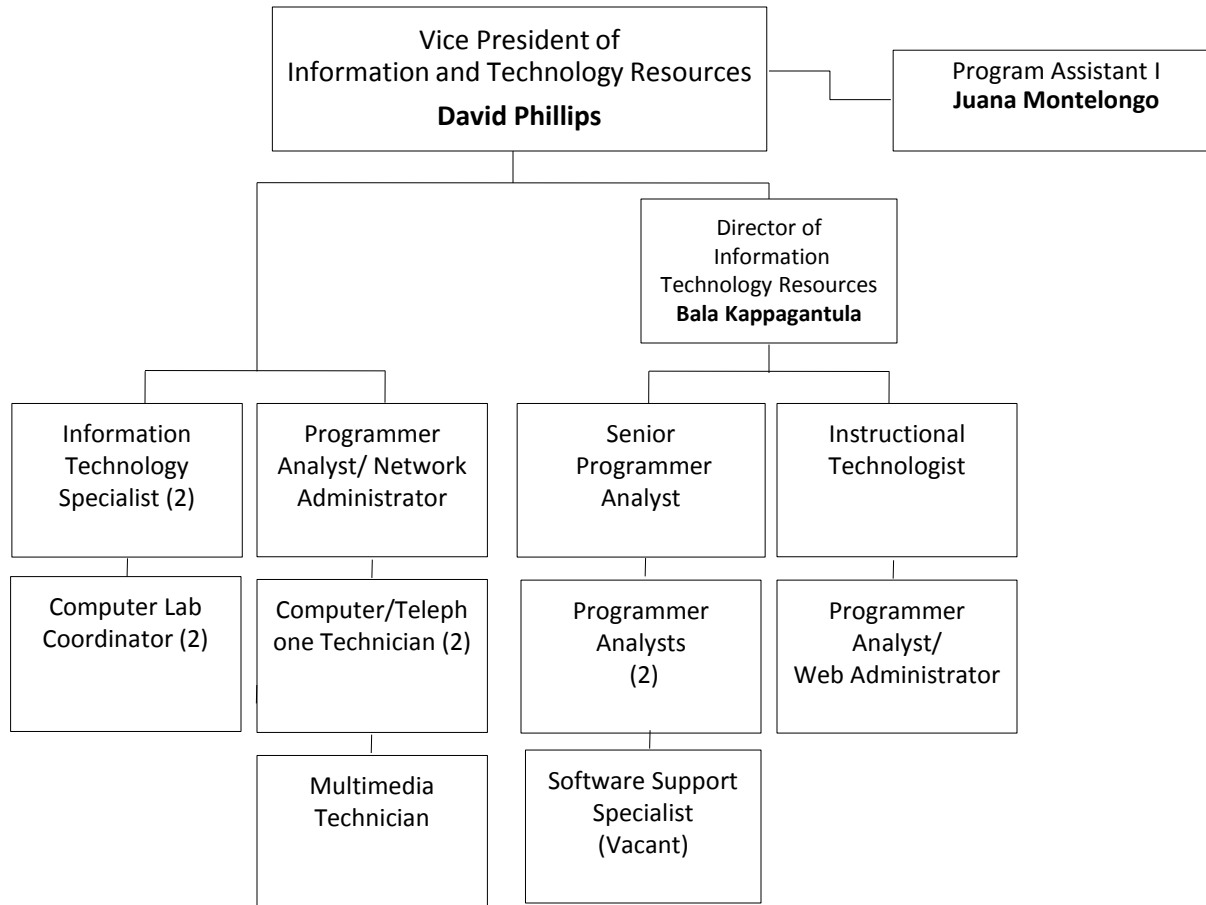 Vice President of
Information and Technology Resources
David Phillips
Program Assistant I
Juana Montelongo
Director of
Information
Technology Resources
Bala Kappagantula
Information
Technology
Specialist (2)
Programmer
Analyst/ Network
Administrator
Senior
Programmer
Analyst
Instructional
Technologist
Computer Lab
Coordinator (2)
Computer/Teleph
one Technician (2)
Programmer
Analysts
(2)
Programmer
Analyst/
Web Administrator
Multimedia
Technician
Software Support
Specialist
(Vacant)